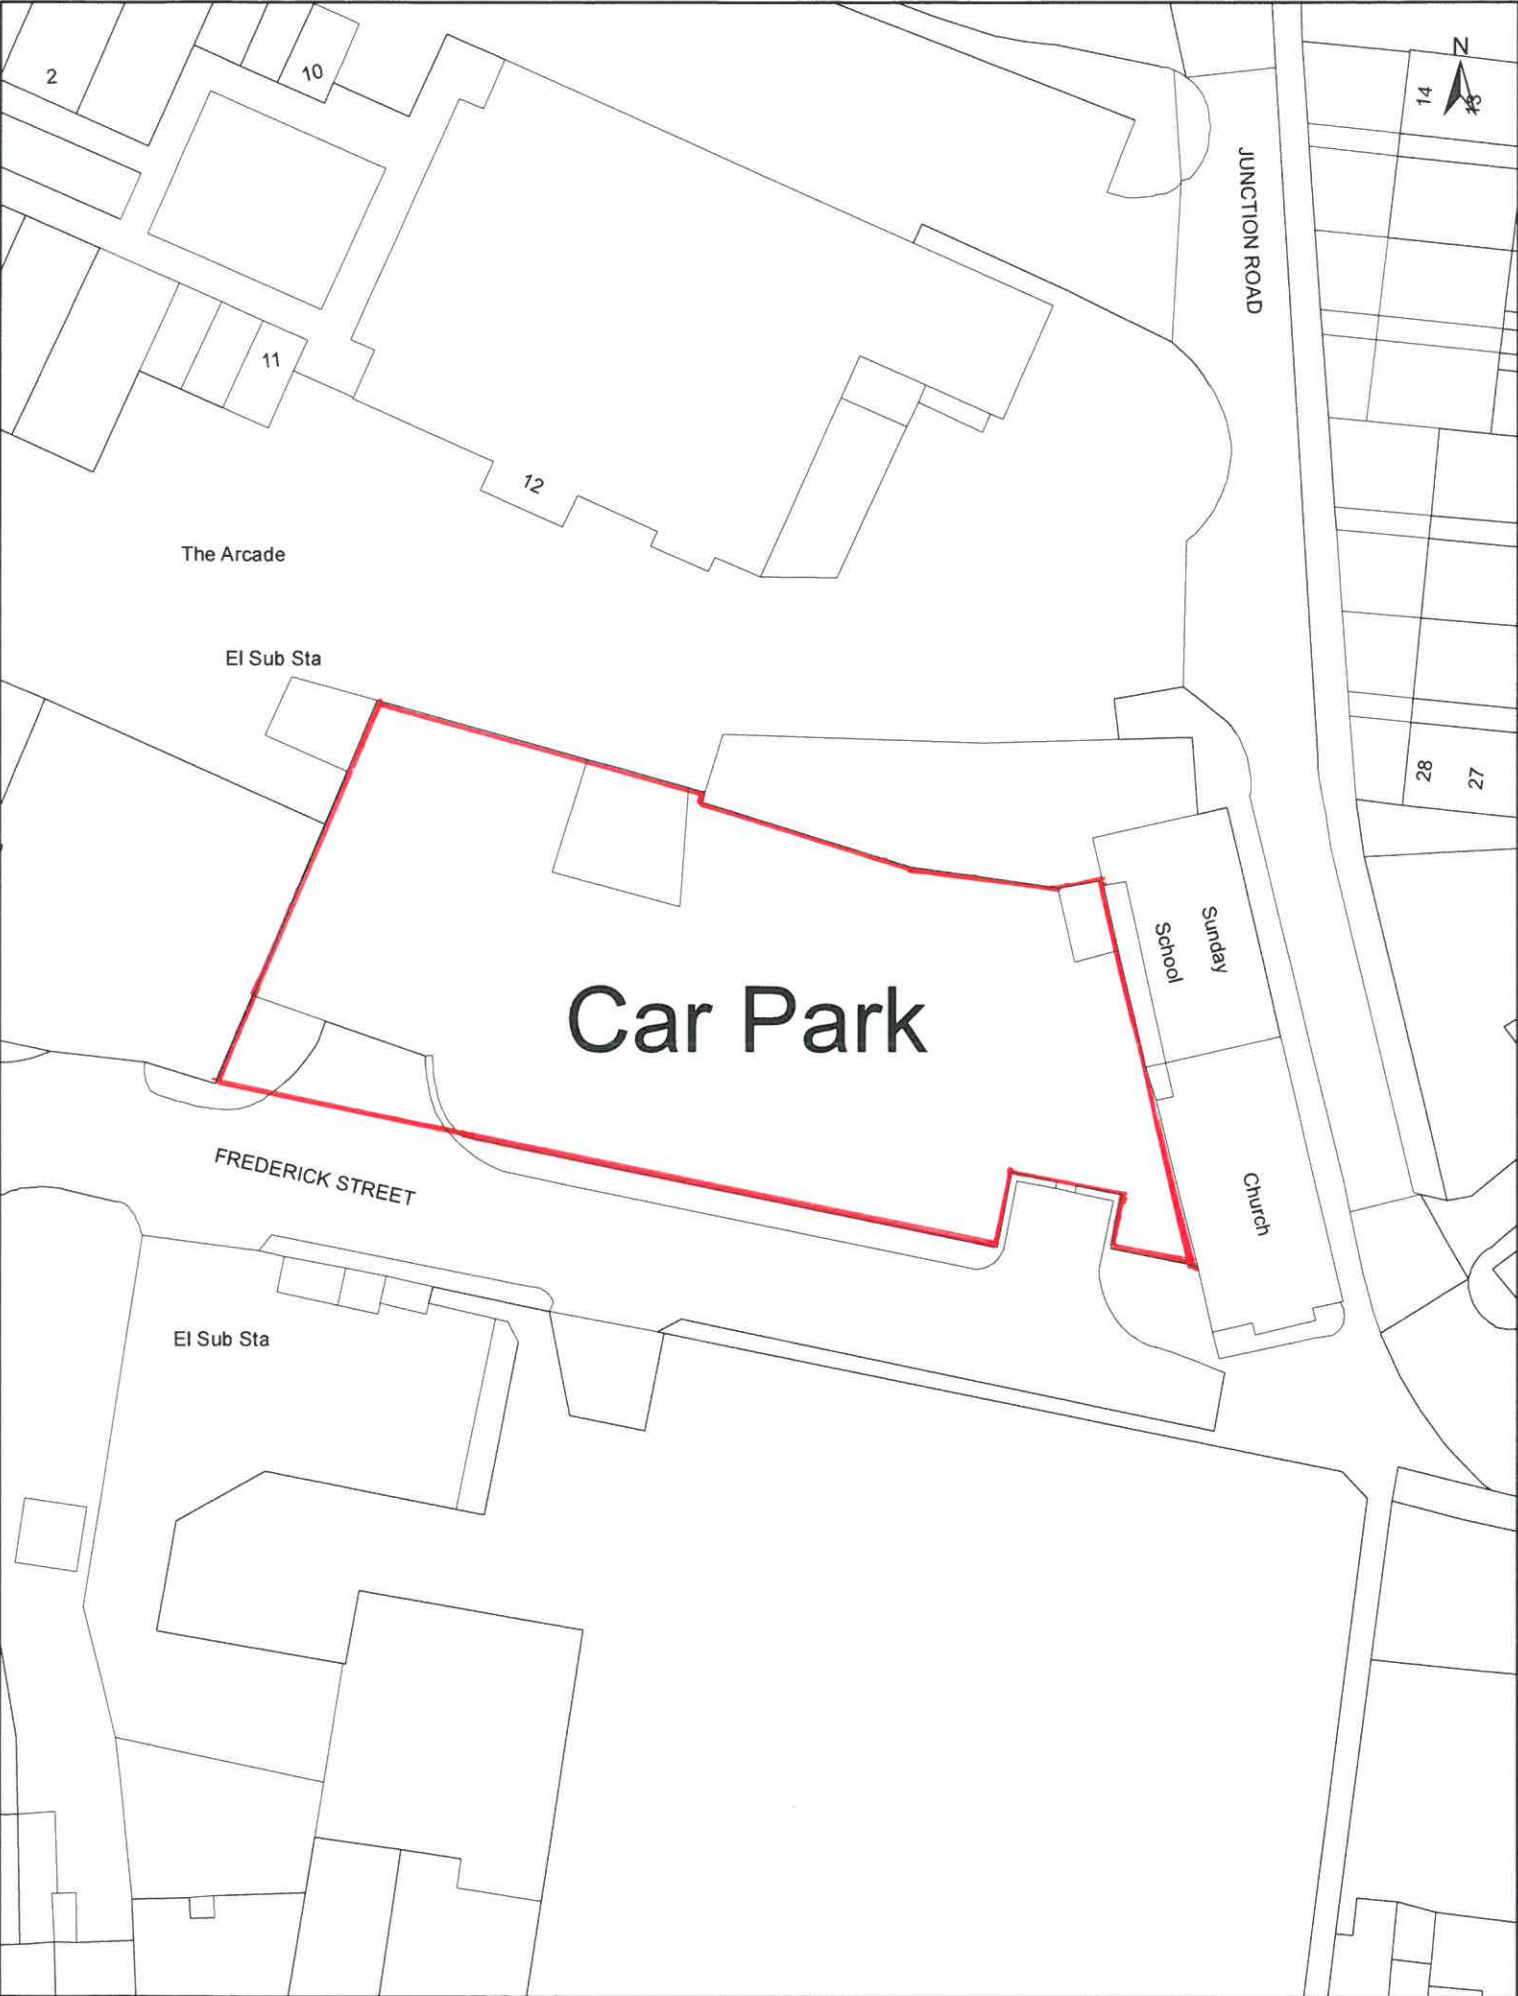 N
2
10
14
13
JUNCTION ROAD
11
12
The Arcade
El Sub Sta
28
27
Sunday
School
Car Park
FREDERICK STREET
Church
El Sub Sta